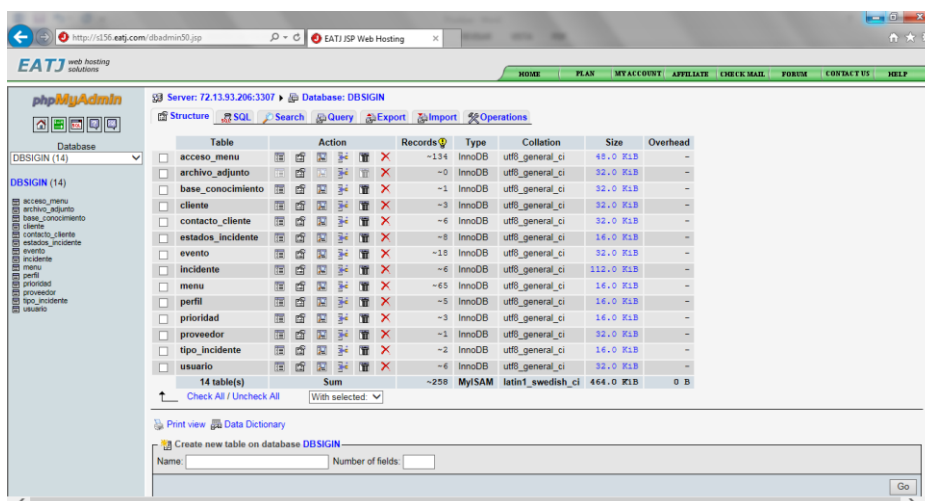 http://s156.eatj.com/dbadmin50.jsp
EATJ JSP Web Hosting
EATJ web hosting solutions
HOME PLAN MY ACCOUNT AFFILIATE CHECK MAIL FORUM CONTACT US HELP
phpMyAdmin
Database
DBSIGIN (14)
DBSIGIN (14)
acceso_menu
archivo_adjunto
base_conocimiento
cliente
contacto_cliente
estados_incidente
evento
incidente
menu
perfil
prioridad
proveedor
tipo_incidente
usuario
Server: 72.13.93.206:3307 Database: DBSIGIN
Structure SQL Search Query Export Import Operations
Table Action Records Type Collation Size Overhead
acceso_menu ~134 InnoDB utf8_general_ci 48.0 KiB -
archivo_adjunto ~0 InnoDB utf8_general_ci 32.0 KiB -
base_conocimiento ~1 InnoDB utf8_general_ci 32.0 KiB -
cliente ~3 InnoDB utf8_general_ci 32.0 KiB -
contacto_cliente ~6 InnoDB utf8_general_ci 32.0 KiB -
estados_incidente ~8 InnoDB utf8_general_ci 16.0 KiB -
evento ~18 InnoDB utf8_general_ci 32.0 KiB -
incidente ~6 InnoDB utf8_general_ci 112.0 KiB -
menu ~65 InnoDB utf8_general_ci 16.0 KiB -
perfil ~5 InnoDB utf8_general_ci 16.0 KiB -
prioridad ~3 InnoDB utf8_general_ci 16.0 KiB -
proveedor ~1 InnoDB utf8_general_ci 32.0 KiB -
tipo_incidente ~2 InnoDB utf8_general_ci 16.0 KiB -
usuario ~6 InnoDB utf8_general_ci 32.0 KiB -
14 table(s) Sum ~258 MyISAM latin1_swedish_ci 464.0 KiB 0 B
Check All / Uncheck All With selected:
Print view Data Dictionary
Create new table on database DBSIGIN
Name: Number of fields:
Go